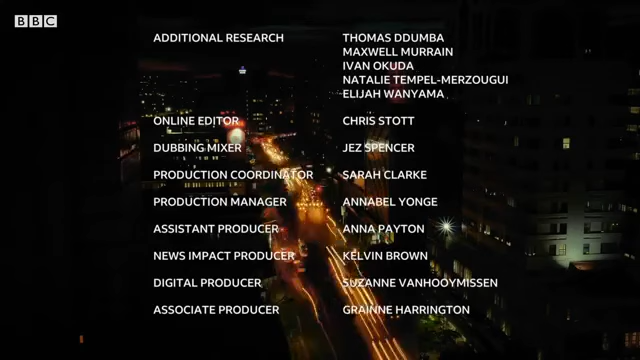 BBC
ADDITIONAL RESEARCH THOMAS DDUMBA
MAXWELL MURRAIN
IVAN OKUDA
NATALIE TEMPEL-MERZOUGUI
ELIJAH WANYAMA
ONLINE EDITOR CHRIS STOTT
DUBBING MIXER JEZ SPENCER
PRODUCTION COORDINATOR SARAH CLARKE
PRODUCTION MANAGER ANNABEL YONGE
ASSISTANT PRODUCER ANNA PAYTON
NEWS IMPACT PRODUCER KELVIN BROWN
DIGITAL PRODUCER SUZANNE VANHOOYMISSEN
ASSOCIATE PRODUCER GRAINNE HARRINGTON